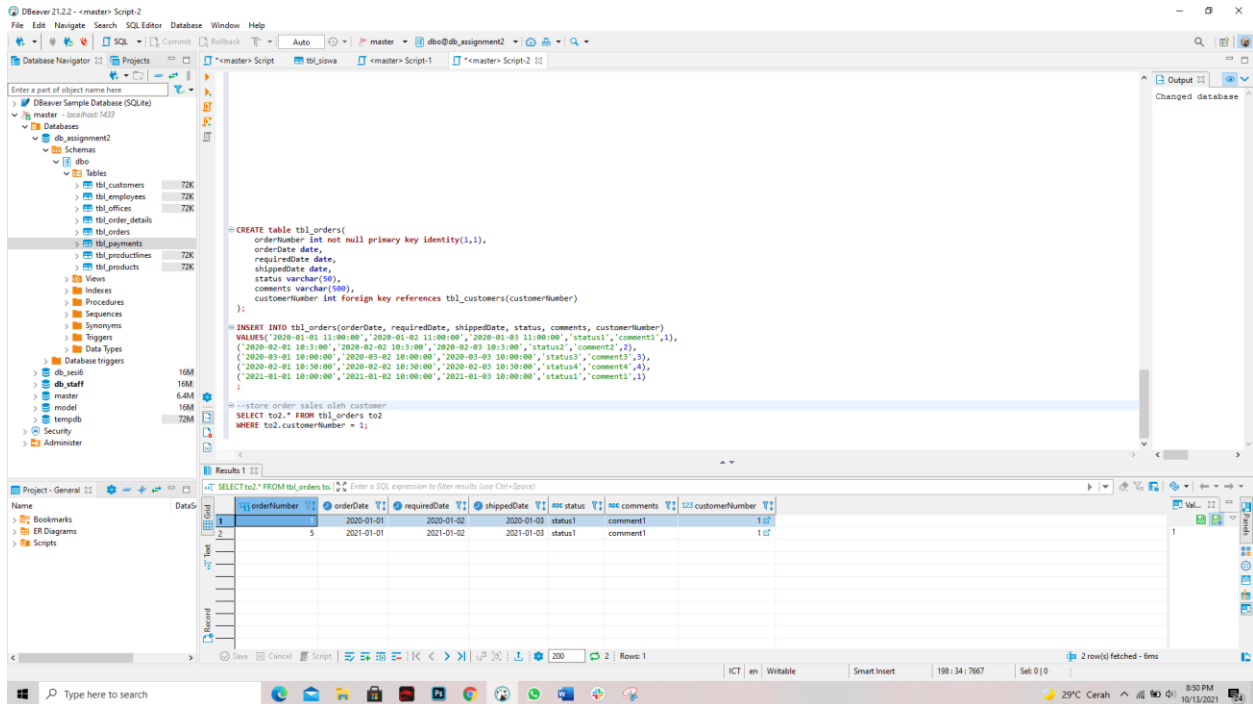 DBeaver 21.2.2 - <master> Script-2
File Edit Navigate Search SQL Editor Database Window Help
SQL Commit Rollback Auto master dbo@db_assignment2
Database Navigator Projects *<master> Script tbl_siswa <master> Script-1 *<master> Script-2
Enter a part of object name here
DBeaver Sample Database (SQLite)
master - localhost:1433
Databases
db_assignment2
Schemas
dbo
Tables
tbl_customers 72K
tbl_employees 72K
tbl_offices 72K
tbl_order_details
tbl_orders
tbl_payments
tbl_productlines 72K
tbl_products 72K
Views
Indexes
Procedures
Sequences
Synonyms
Triggers
Data Types
Database triggers
db_sesi6 16M
db_staff 16M
master 6.4M
model 16M
tempdb 72M
Security
Administer
CREATE table tbl_orders(
orderNumber int not null primary key identity(1,1),
orderDate date,
requiredDate date,
shippedDate date,
status varchar(50),
comments varchar(500),
customerNumber int foreign key references tbl_customers(customerNumber)
);
INSERT INTO tbl_orders(orderDate, requiredDate, shippedDate, status, comments, customerNumber)
VALUES('2020-01-01 11:00:00','2020-01-02 11:00:00','2020-01-03 11:00:00','status1','comment1',1),
('2020-02-01 10:3:00','2020-02-02 10:3:00','2020-02-03 10:3:00','status2','comment2',2),
('2020-03-01 10:00:00','2020-03-02 10:00:00','2020-03-03 10:00:00','status3','comment3',3),
('2020-02-01 10:30:00','2020-02-02 10:30:00','2020-02-03 10:30:00','status4','comment4',4),
('2021-01-01 10:00:00','2021-01-02 10:00:00','2021-01-03 10:00:00','status1','comment1',1)
;
--store order sales oleh customer
SELECT to2.* FROM tbl_orders to2
WHERE to2.customerNumber = 1;
Output
Changed database
Project - General
Name DataS
Bookmarks
ER Diagrams
Scripts
Results 1
SELECT to2.* FROM tbl_orders to. Enter a SQL expression to filter results (use Ctrl+Space)
Grid
Text
Record
orderNumber orderDate requiredDate shippedDate ABC status ABC comments 123 customerNumber
1 1 2020-01-01 2020-01-02 2020-01-03 status1 comment1 1
2 5 2021-01-01 2021-01-02 2021-01-03 status1 comment1 1
Val...
Panels
1
Save Cancel Script 200 2 Rows: 1
2 row(s) fetched - 6ms
ICT en Writable Smart Insert 198 : 34 : 7667 Sel: 0 | 0
Type here to search
29°C Cerah
8:50 PM
10/13/2021
24